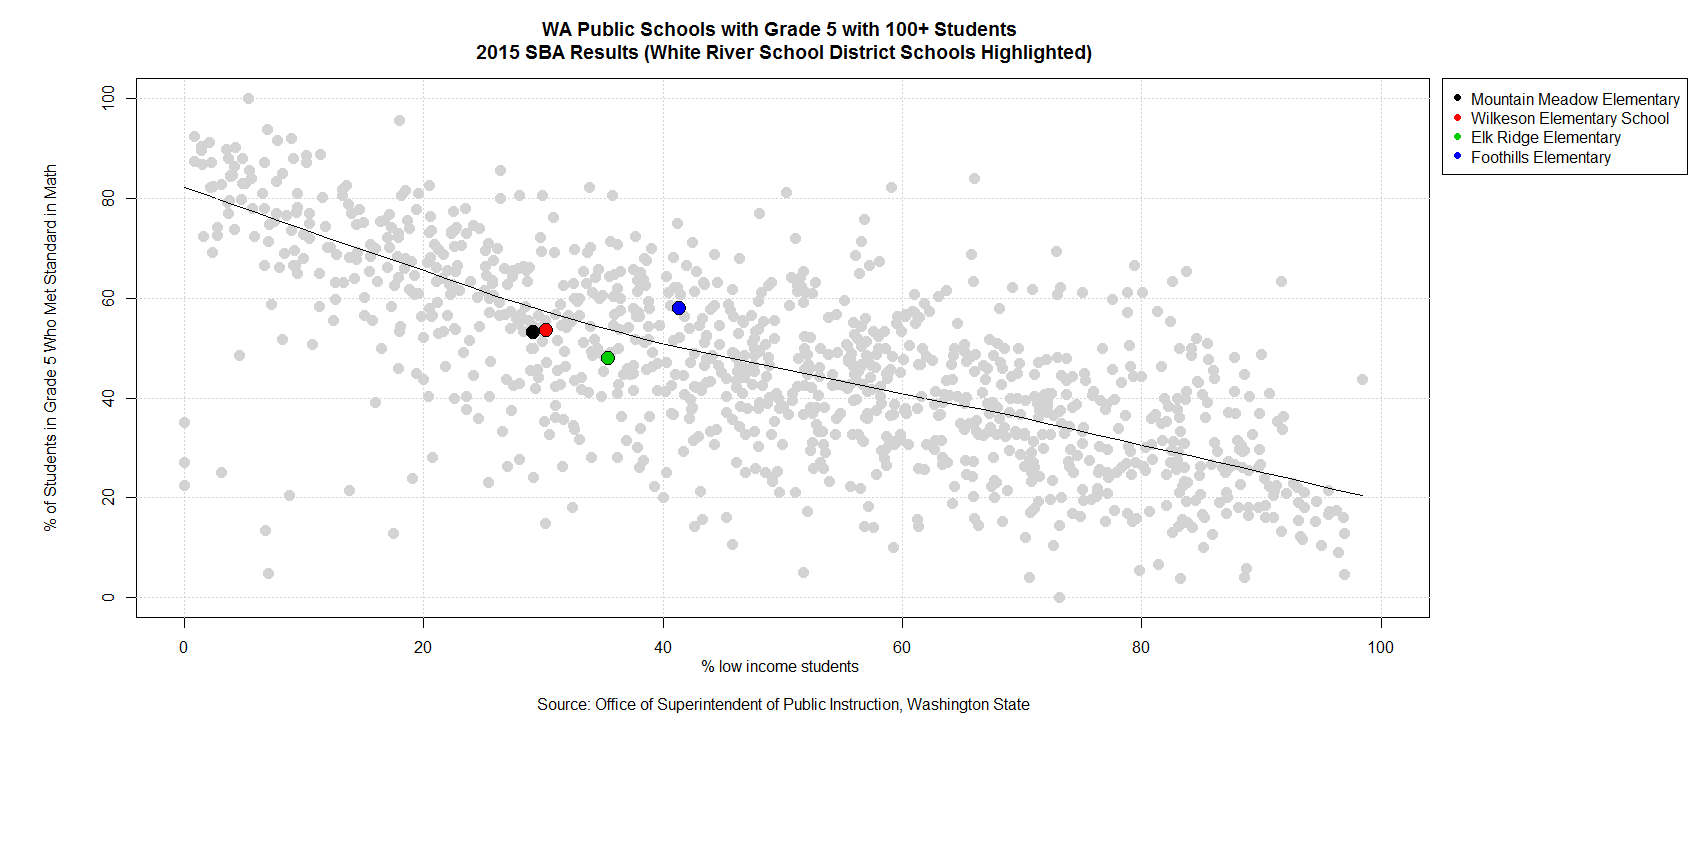 WA Public Schools with Grade 5 with 100+ Students
2015 SBA Results (White River School District Schools Highlighted)
% of Students in Grade 5 Who Met Standard in Math
100
80
60
40
20
0
Mountain Meadow Elementary
Wilkeson Elementary School
Elk Ridge Elementary
Foothills Elementary
0 20 40 60 80 100
% low income students
Source: Office of Superintendent of Public Instruction, Washington State